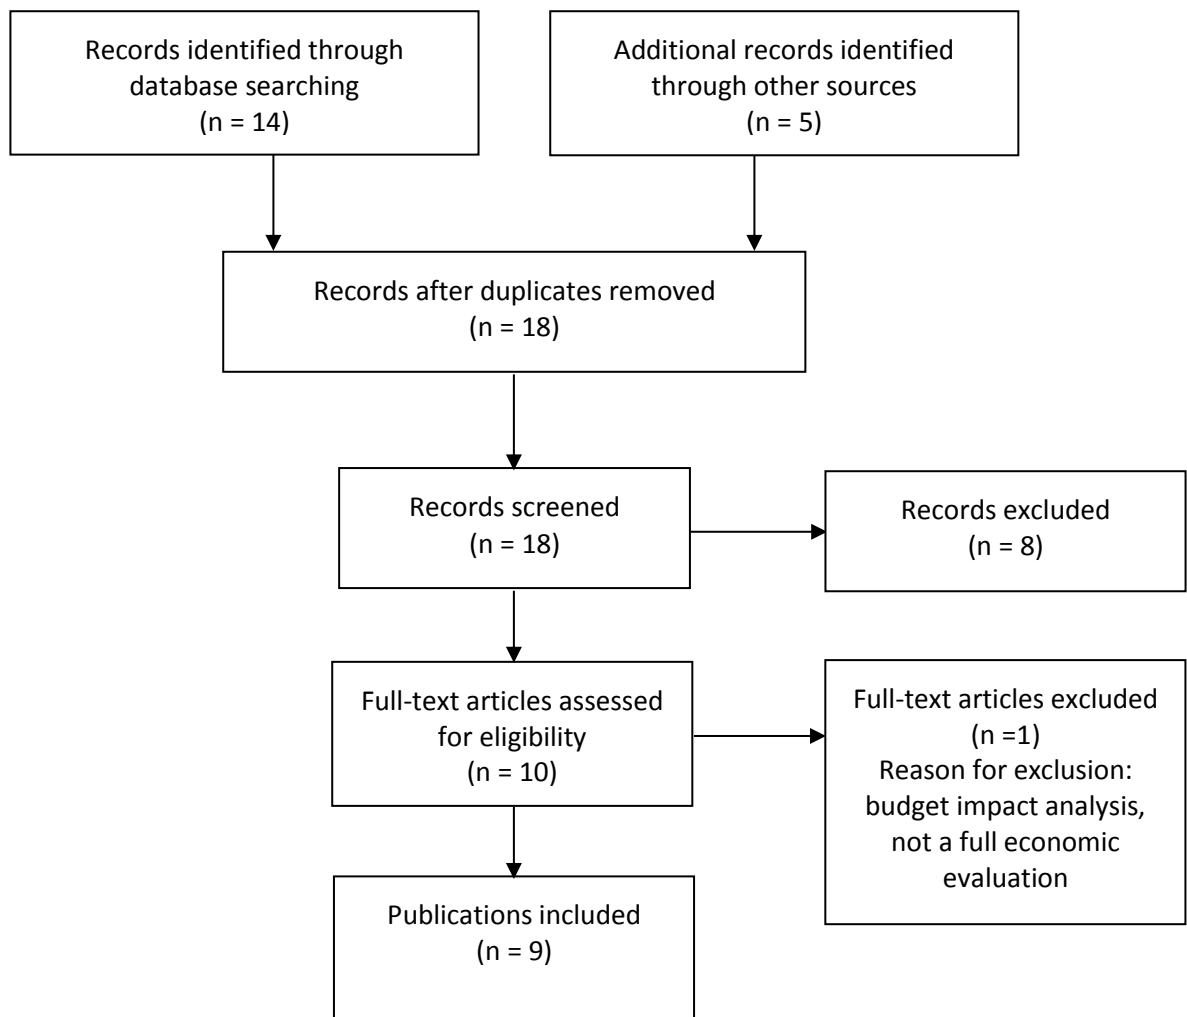 Records identified through
database searching
(n = 14)
Additional records identified
through other sources
(n = 5)
Records after duplicates removed
(n = 18)
Records screened
(n = 18)
Records excluded
(n = 8)
Full-text articles assessed
for eligibility
(n = 10)
Full-text articles excluded
(n =1)
Reason for exclusion:
budget impact analysis,
not a full economic
evaluation
Publications included
(n = 9)